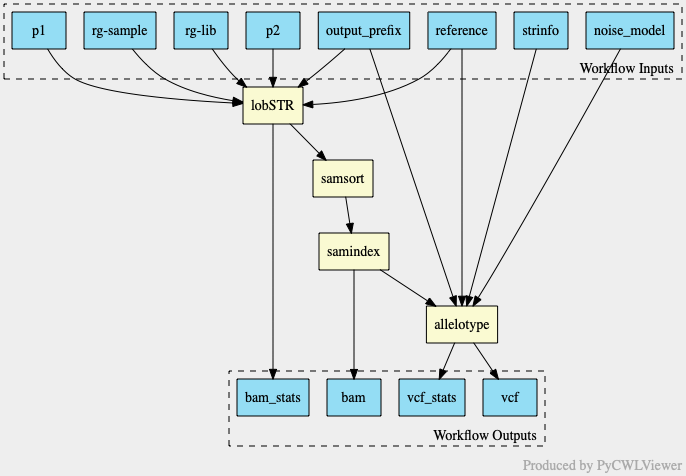 p1 rg-sample rg-lib p2 output_prefix reference strinfo noise_model
Workflow Inputs
lobSTR
samsort
samindex
allelotype
bam_stats bam vcf_stats vcf
Workflow Outputs
Produced by PyCWLViewer